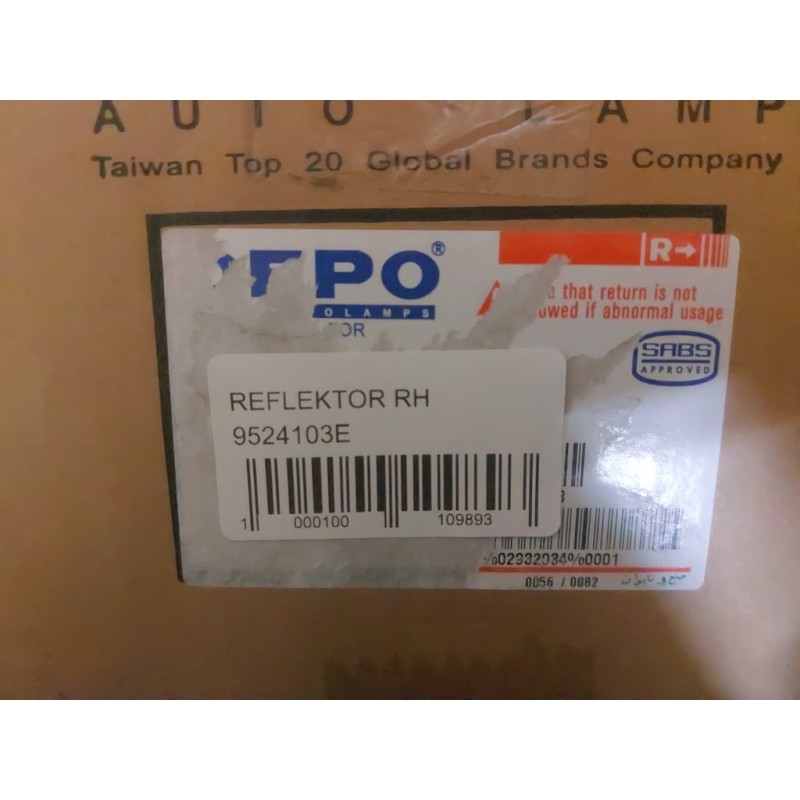 AUTO LAMP
Taiwan Top 20 Global Brands Company
EPO®
OLAMPS
OR
R→
that return is not
owed if abnormal usage
SABS
APPROVED
REFLEKTOR RH
9524103E
1 000100 109893
0056 / 0082